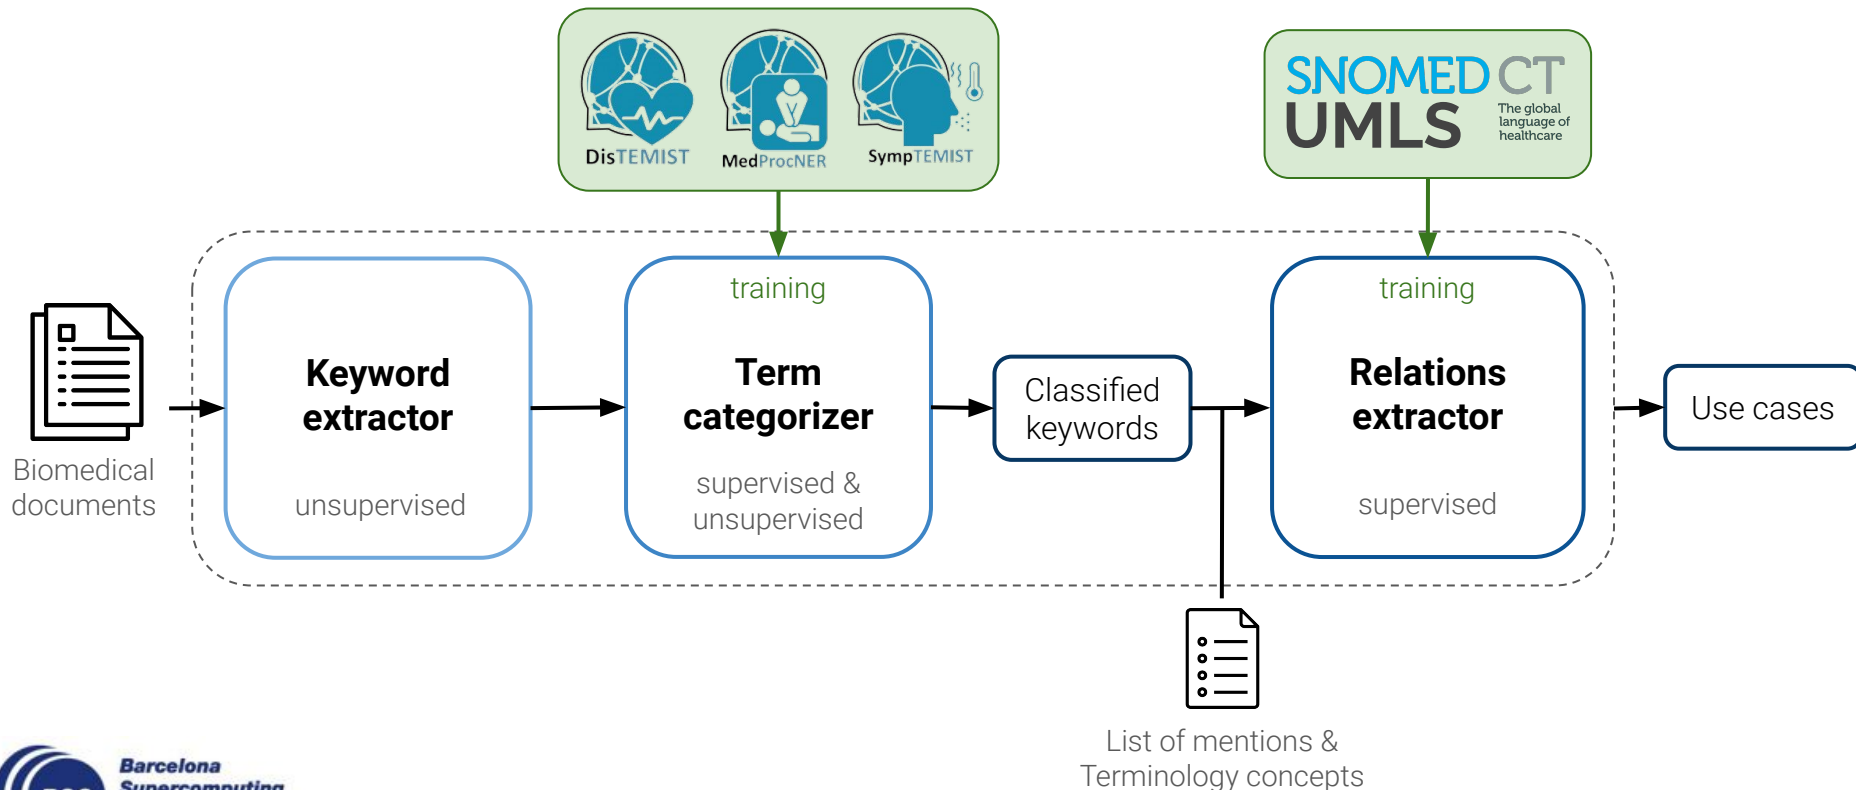 DisTEMIST
MedProcNER
SympTEMIST
SNOMED CT
UMLS
The global
language of
healthcare
training
training
Keyword
extractor
unsupervised
Term
categorizer
supervised &
unsupervised
Classified
keywords
Relations
extractor
supervised
Use cases
Biomedical
documents
List of mentions &
Terminology concepts
Barcelona
Supercomputing